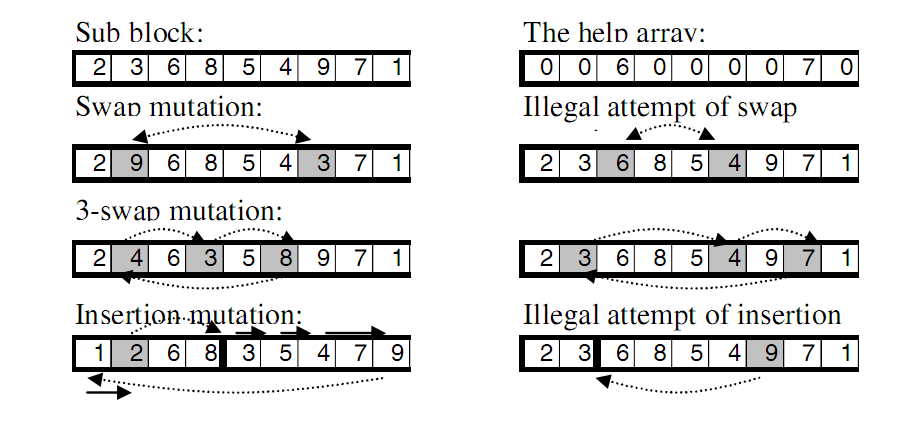 Sub block:
2 3 6 8 5 4 9 7 1
Swap mutation:
2 9 6 8 5 4 3 7 1
3-swap mutation:
2 4 6 3 5 8 9 7 1
Insertion mutation:
1 2 6 8 3 5 4 7 9
The help array:
0 0 6 0 0 0 0 7 0
Illegal attempt of swap
2 3 6 8 5 4 9 7 1
2 3 6 8 5 4 9 7 1
Illegal attempt of insertion
2 3 6 8 5 4 9 7 1